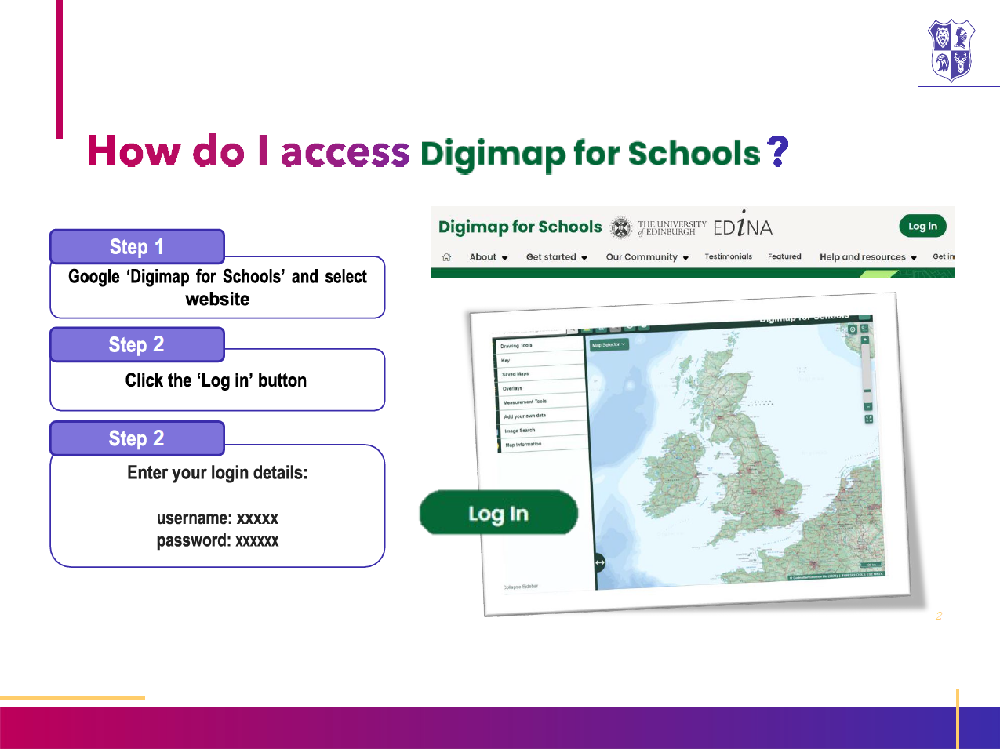 How do I access Digimap for Schools ?
Step 1
Google ‘Digimap for Schools’ and select
website
Step 2
Click the ‘Log in’ button
Step 2
Enter your login details:
username: xxxxx
password: xxxxxx
Digimap for Schools
THE UNIVERSITY
of EDINBURGH
EDINA
Log in
About
Get started
Our Community
Testimonials
Featured
Help and resources
Get in
Digimap for Schools
Drawing Tools
Key
Saved Maps
Overlays
Measurement Tools
Add your own data
Image Search
Map Information
Map Selector
Log In
Collapse Sidebar
2